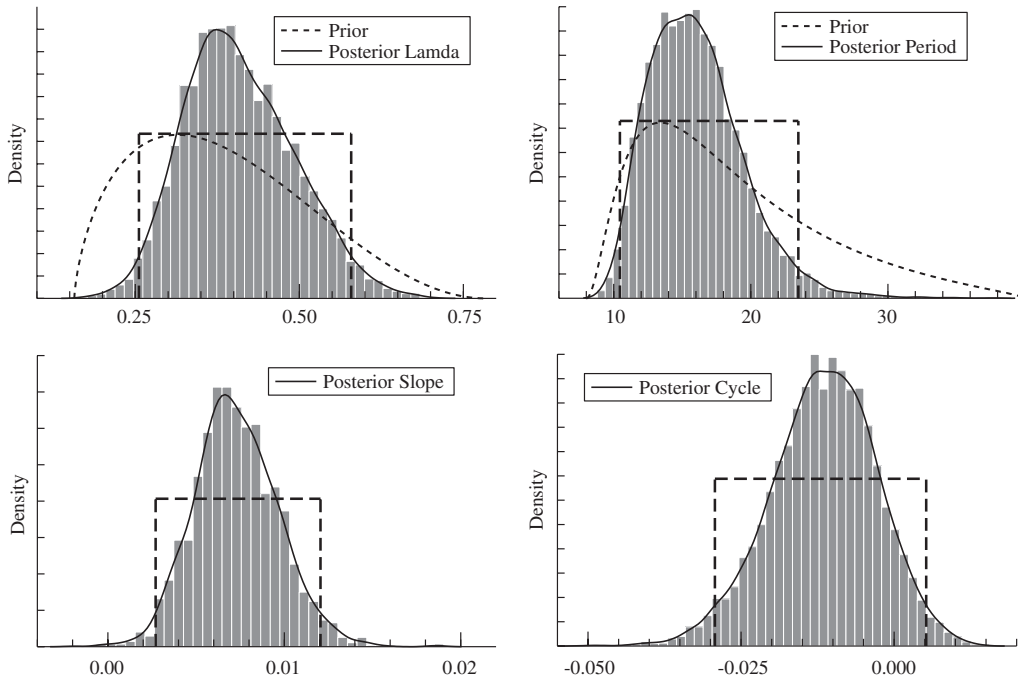 Prior
Posterior Lamda
Density
0.25 0.50 0.75
Prior
Posterior Period
Density
10 20 30
Posterior Slope
Density
0.00 0.01 0.02
Posterior Cycle
Density
-0.050 -0.025 0.000